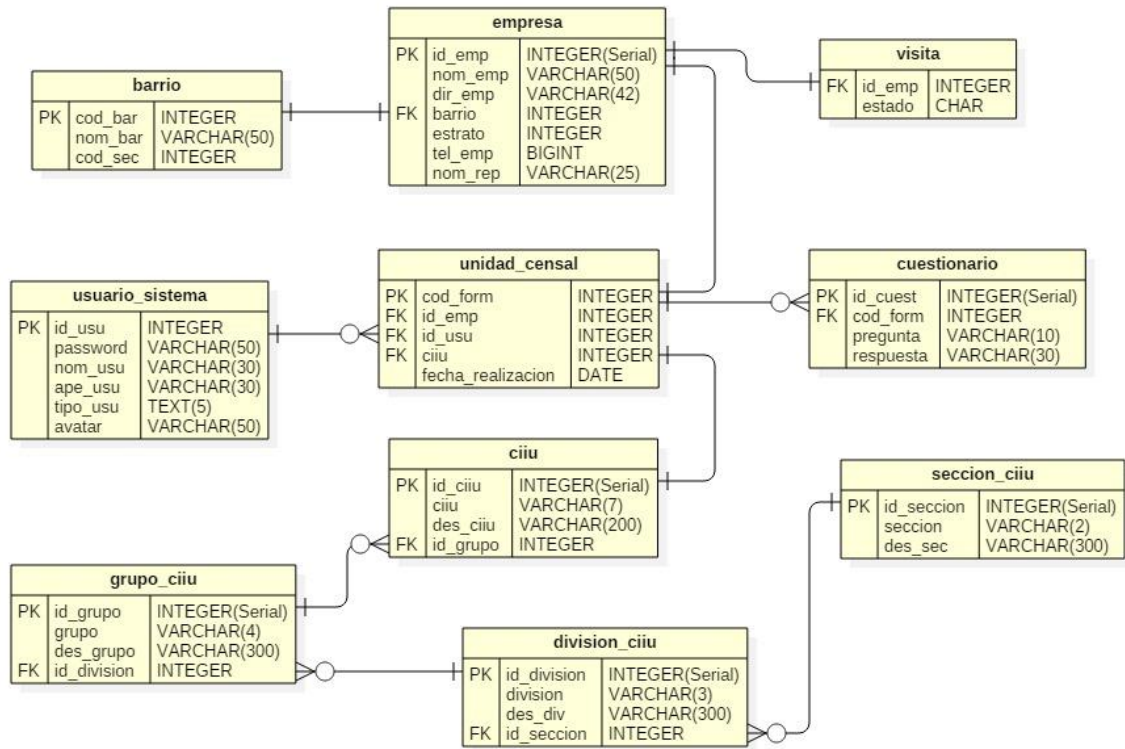 empresa
PK id_emp INTEGER(Serial)
nom_emp VARCHAR(50)
dir_emp VARCHAR(42)
FK barrio INTEGER
estrato INTEGER
tel_emp BIGINT
nom_rep VARCHAR(25)
visita
FK id_emp INTEGER
estado CHAR
barrio
PK cod_bar INTEGER
nom_bar VARCHAR(50)
cod_sec INTEGER
unidad_censal
PK cod_form INTEGER
FK id_emp INTEGER
FK id_usu INTEGER
FK ciiu INTEGER
fecha_realizacion DATE
cuestionario
PK id_cuest INTEGER(Serial)
FK cod_form INTEGER
pregunta VARCHAR(10)
respuesta VARCHAR(30)
usuario_sistema
PK id_usu INTEGER
password VARCHAR(50)
nom_usu VARCHAR(30)
ape_usu VARCHAR(30)
tipo_usu TEXT(5)
avatar VARCHAR(50)
ciiu
PK id_ciiu INTEGER(Serial)
ciiu VARCHAR(7)
des_ciiu VARCHAR(200)
FK id_grupo INTEGER
seccion_ciiu
PK id_seccion INTEGER(Serial)
seccion VARCHAR(2)
des_sec VARCHAR(300)
grupo_ciiu
PK id_grupo INTEGER(Serial)
grupo VARCHAR(4)
des_grupo VARCHAR(300)
FK id_division INTEGER
division_ciiu
PK id_division INTEGER(Serial)
division VARCHAR(3)
des_div VARCHAR(300)
FK id_seccion INTEGER